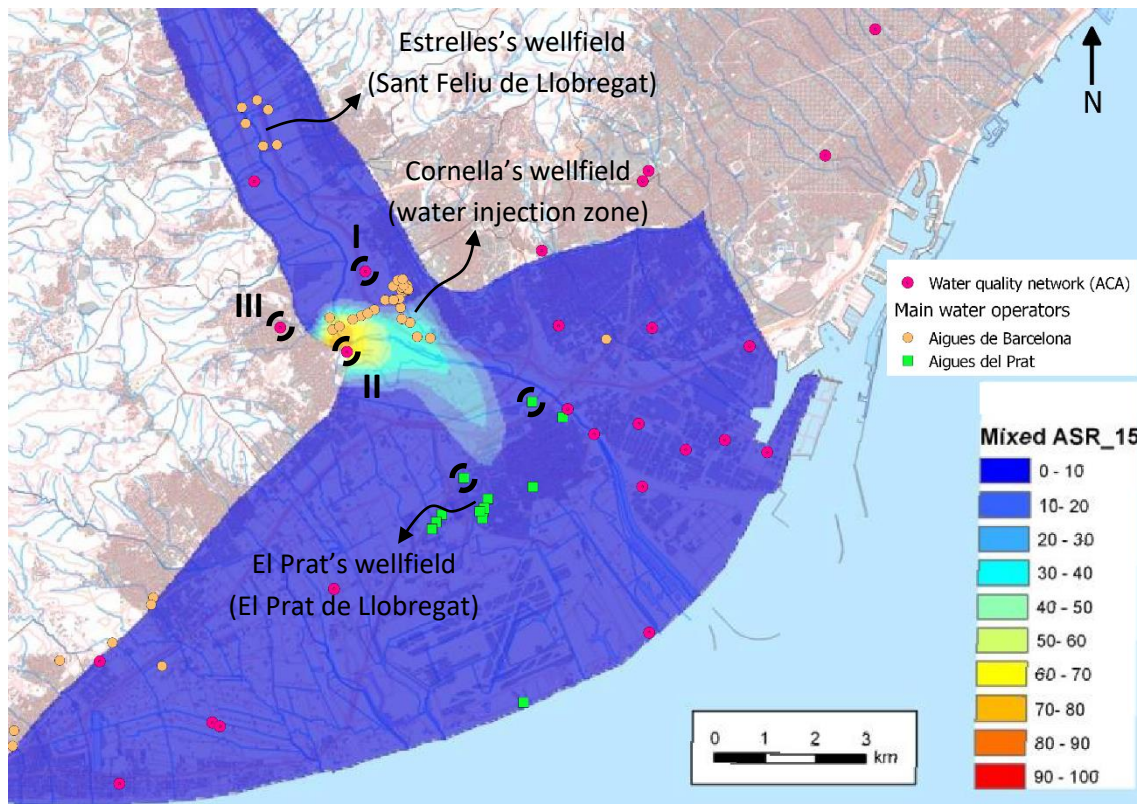 Estrelles's wellfield
(Sant Feliu de Llobregat)
N
Cornella's wellfield
(water injection zone)
I
III
II
Water quality network (ACA)
Main water operators
Aigues de Barcelona
Aigues del Prat
Mixed ASR_15
0 - 10
10- 20
20 - 30
30 - 40
40 - 50
50- 60
60 - 70
70- 80
80 - 90
90 - 100
El Prat's wellfield
(El Prat de Llobregat)
0 1 2 3
km